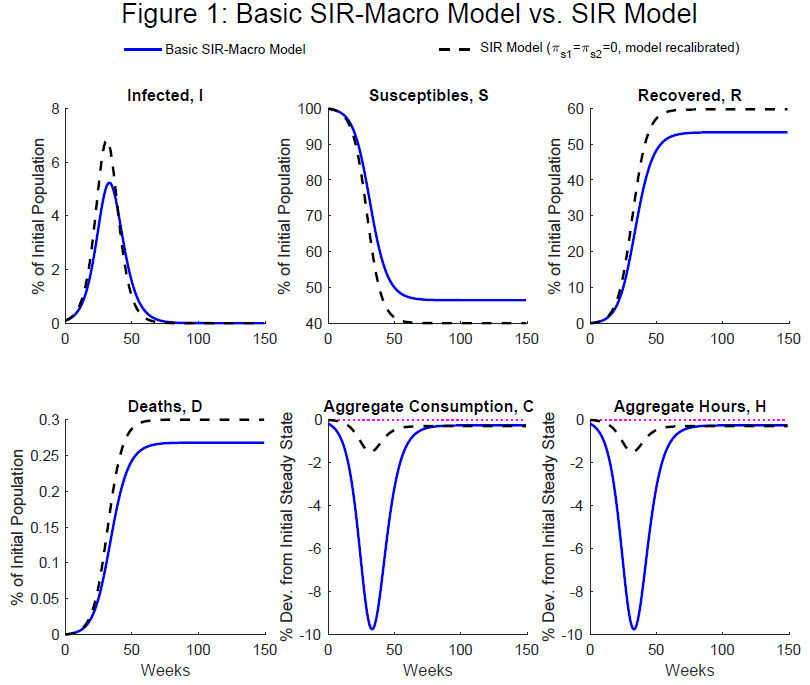 Figure 1: Basic SIR-Macro Model vs. SIR Model
Basic SIR-Macro Model
SIR Model (πs1=πs2=0, model recalibrated)
Infected, I
% of Initial Population
8
6
4
2
0
0 50 100 150
Susceptibles, S
% of Initial Population
100
90
80
70
60
50
40
0 50 100 150
Recovered, R
% of Initial Population
60
50
40
30
20
10
0
0 50 100 150
Deaths, D
% of Initial Population
0.3
0.25
0.2
0.15
0.1
0.05
0
0 50 100 150
Weeks
Aggregate Consumption, C
% Dev. from Initial Steady State
0
-2
-4
-6
-8
-10
0 50 100 150
Weeks
Aggregate Hours, H
% Dev. from Initial Steady State
0
-2
-4
-6
-8
-10
0 50 100 150
Weeks